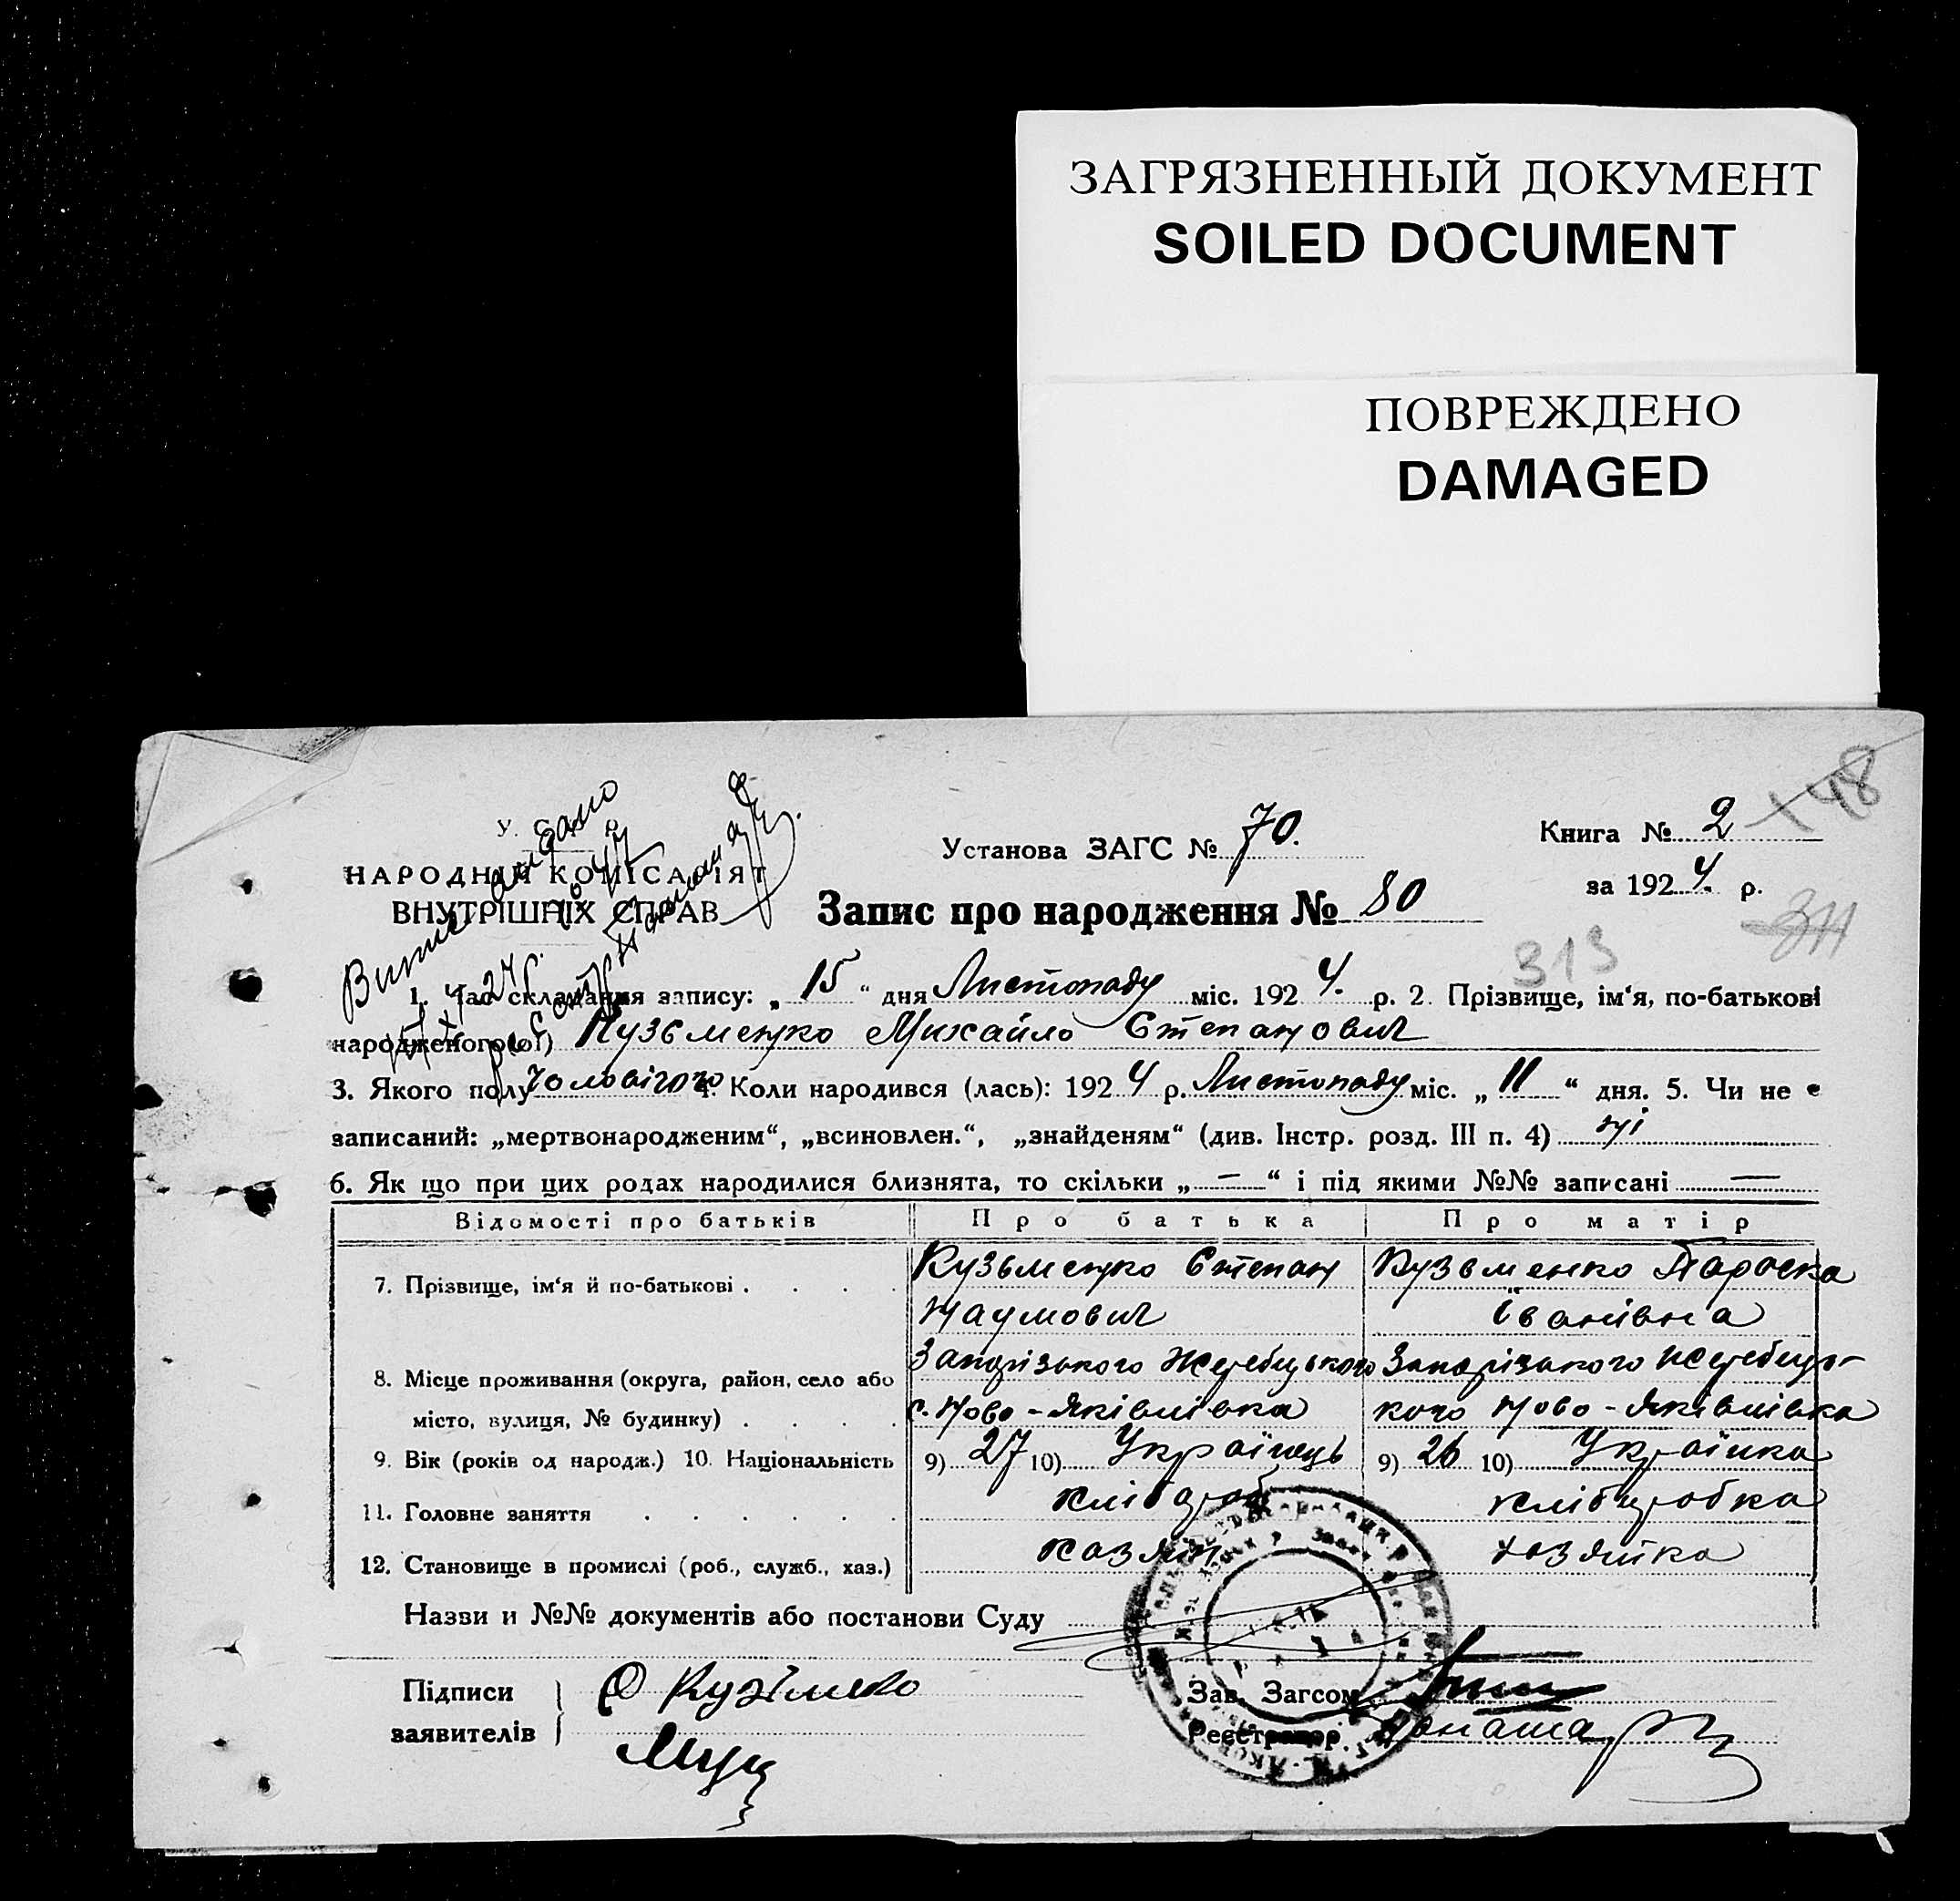 ЗАГРЯЗНЕННЫЙ ДОКУМЕНТ
SOILED DOCUMENT
ПОВРЕЖДЕНО
DAMAGED
48
У. С. Р. Р.
НАРОДНІЙ КОМІСАРІЯТ
ВНУТРІШНІХ СПРАВ
Установа ЗАГС № 70.
Книга № 2
за 1924. р.
Запис про народження № 80
313
1. Час складання запису: „15“ дня Листопаду міс. 1924. р. 2. Прізвище, ім‘я, по-батькові
народженого(ої) Кузьменко Михайло Степанович
3. Якого полу чоловічого 4. Коли народився (лась): 1924 р. Листопаду міс. „11“ дня. 5. Чи не є
записаний: „мертвонародженим“, „всиновлен.“, „знайденям“ (див. Інстр. розд. III п. 4) ні
6. Як що при цих родах народилися близнята, то скільки „—“ і під якими №№ записані —
Відомості про батьків Про батька Про матір
7. Прізвище, ім‘я й по-батькові . . . . Кузьменко Степан Наумович Кузьменко Параска Іванівна
8. Місце проживання (округа, район, село або
місто, вулиця, № будинку) . . . . Запорізького Жеребцького с. Ново-Яківлівка Запорізького Жеребцького Ново-Яківлівка
9. Вік (років од народж.) 10. Національність 9) 27 10) Українець 9) 26 10) Українка
11. Головне заняття . . . . . . хлібороб хліборобка
12. Становище в промислі (роб., служб., хаз.) хазяїн хазяйка
Назви и №№ документів або постанови Суду
Підписи
заявителів
Зав. Загсом
Реєстратор.